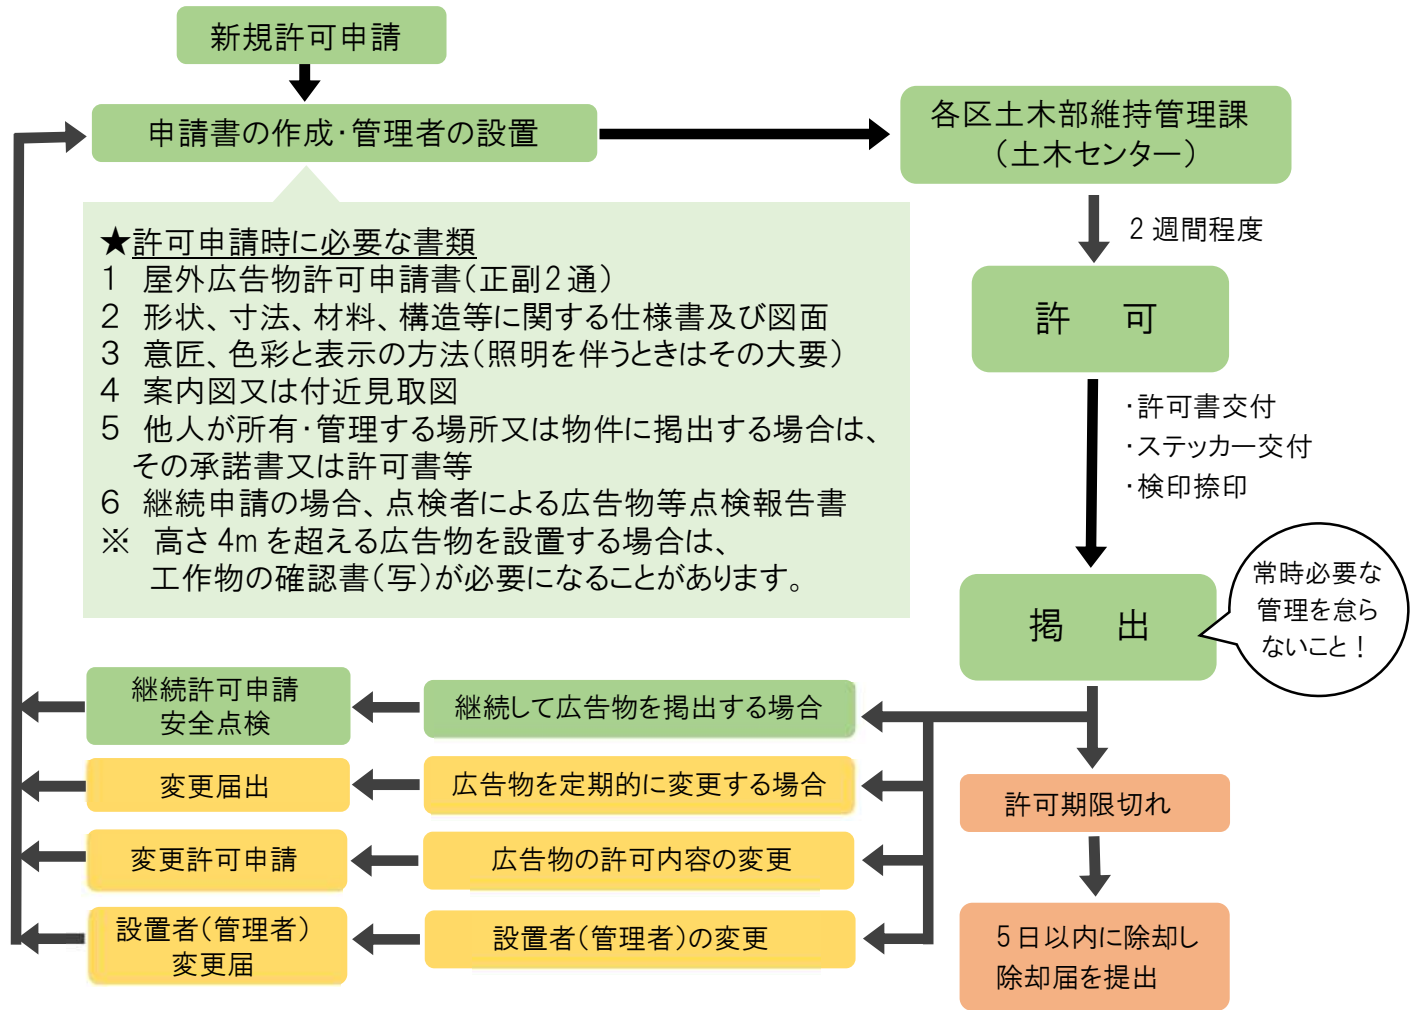 新規許可申請
申請書の作成･管理者の設置
各区土木部維持管理課
（土木センター）
2 週間程度
★許可申請時に必要な書類
１　屋外広告物許可申請書（正副２通）
２　形状、寸法、材料、構造等に関する仕様書及び図面
３　意匠、色彩と表示の方法（照明を伴うときはその大要）
４　案内図又は付近見取図
５　他人が所有･管理する場所又は物件に掲出する場合は、
その承諾書又は許可書等
６　継続申請の場合、点検者による広告物等点検報告書
※　高さ 4m を超える広告物を設置する場合は、
工作物の確認書（写）が必要になることがあります。
許　可
･許可書交付
･ステッカー交付
･検印捺印
掲　出
常時必要な
管理を怠ら
ないこと！
継続許可申請
安全点検
継続して広告物を掲出する場合
変更届出
広告物を定期的に変更する場合
変更許可申請
広告物の許可内容の変更
設置者（管理者）
変更届
設置者（管理者）の変更
許可期限切れ
5 日以内に除却し
除却届を提出